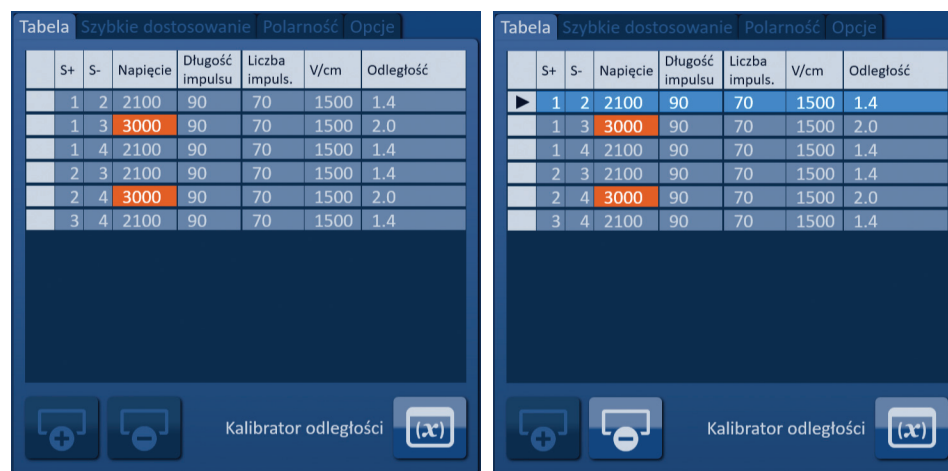 Tabela Szybkie dostosowanie Polarność Opcje
S+ S- Napięcie Długość impulsu Liczba impuls. V/cm Odległość
1 2 2100 90 70 1500 1.4
1 3 3000 90 70 1500 2.0
1 4 2100 90 70 1500 1.4
2 3 2100 90 70 1500 1.4
2 4 3000 90 70 1500 2.0
3 4 2100 90 70 1500 1.4
Kalibrator odległości (x)
Tabela Szybkie dostosowanie Polarność Opcje
S+ S- Napięcie Długość impulsu Liczba impuls. V/cm Odległość
1 2 2100 90 70 1500 1.4
1 3 3000 90 70 1500 2.0
1 4 2100 90 70 1500 1.4
2 3 2100 90 70 1500 1.4
2 4 3000 90 70 1500 2.0
3 4 2100 90 70 1500 1.4
Kalibrator odległości (x)